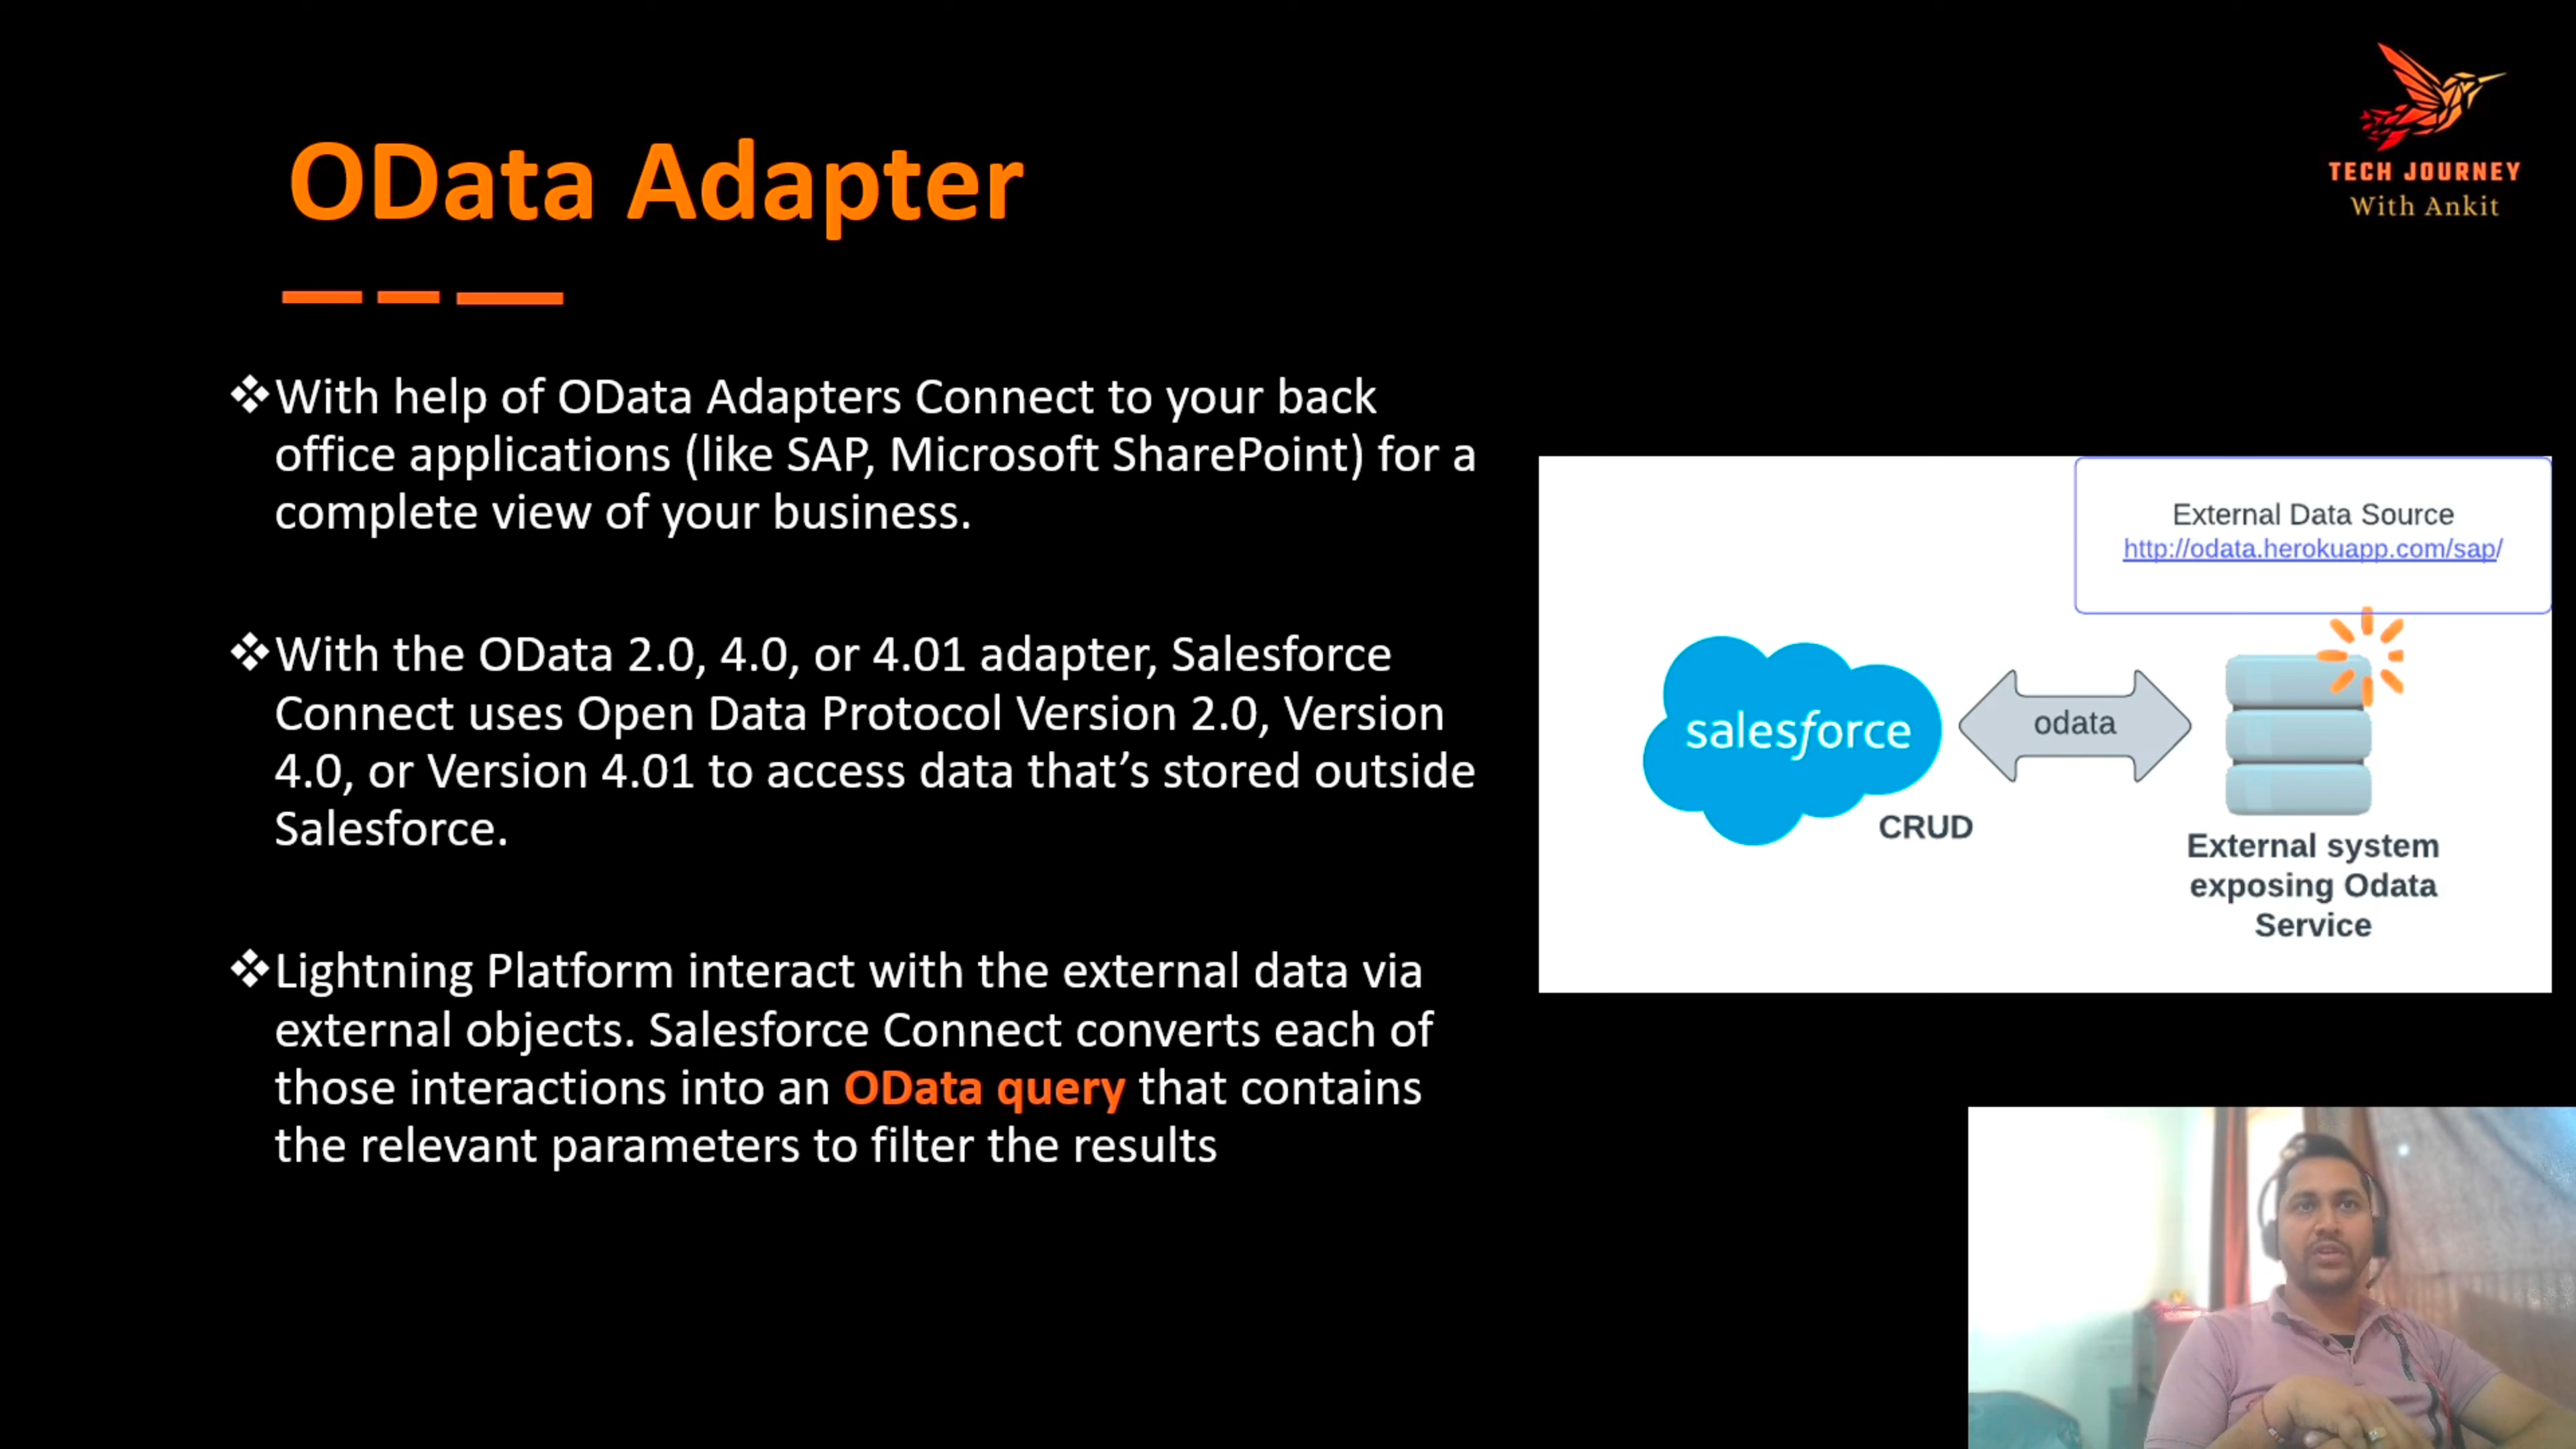 TECH JOURNEY
With Ankit
OData Adapter
❖With help of OData Adapters Connect to your back
office applications (like SAP, Microsoft SharePoint) for a
complete view of your business.
❖With the OData 2.0, 4.0, or 4.01 adapter, Salesforce
Connect uses Open Data Protocol Version 2.0, Version
4.0, or Version 4.01 to access data that’s stored outside
Salesforce.
❖Lightning Platform interact with the external data via
external objects. Salesforce Connect converts each of
those interactions into an OData query that contains
the relevant parameters to filter the results
External Data Source
http://odata.herokuapp.com/sap/
salesforce
odata
CRUD
External system
exposing Odata
Service